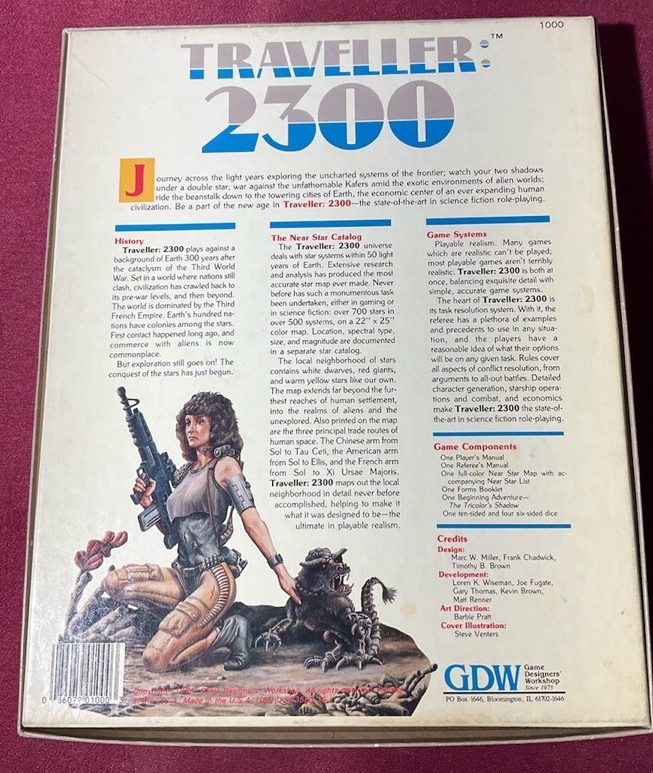 1000
TRAVELLER:™
2300
Journey across the light years exploring the uncharted systems of the frontier; watch your two shadows
under a double star; war against the unfathomable Kafers amid the exotic environments of alien worlds;
ride the beanstalk down to the towering cities of Earth, the economic center of an ever expanding human
civilization. Be a part of the new age in Traveller: 2300—the state-of-the-art in science fiction role-playing.
History
Traveller: 2300 plays against a
background of Earth 300 years after
the cataclysm of the Third World
War. Set in a world where nations still
clash, civilization has crawled back to
its pre-war levels, and then beyond.
The world is dominated by the Third
French Empire. Earth's hundred na-
tions have colonies among the stars.
First contact happened long ago, and
commerce with aliens is now
commonplace.
But exploration still goes on! The
conquest of the stars has just begun.
The Near Star Catalog
The Traveller: 2300 universe
deals with star systems within 50 light
years of Earth. Extensive research
and analysis has produced the most
accurate star map ever made. Never
before has such a monumentous task
been undertaken, either in gaming or
in science fiction: over 700 stars in
over 500 systems, on a 22" x 25"
color map. Location, spectral type,
size, and magnitude are documented
in a separate star catalog.
The local neighborhood of stars
contains white dwarves, red giants,
and warm yellow stars like our own.
The map extends far beyond the fur-
thest reaches of human settlement,
into the realms of aliens and the
unexplored. Also printed on the map
are the three principal trade routes of
human space. The Chinese arm from
Sol to Tau Ceti, the American arm
from Sol to Ellis, and the French arm
from Sol to Xi Ursae Majoris.
Traveller: 2300 maps out the local
neighborhood in detail never before
accomplished, helping to make it
what it was designed to be—the
ultimate in playable realism.
Game Systems
Playable realism. Many games
which are realistic can't be played;
most playable games aren't terribly
realistic. Traveller: 2300 is both at
once, balancing exquisite detail with
simple, accurate game systems.
The heart of Traveller: 2300 is
its task resolution system. With it, the
referee has a plethora of examples
and precedents to use in any situa-
tion, and the players have a
reasonable idea of what their options
will be on any given task. Rules cover
all aspects of conflict resolution, from
arguments to all-out battles. Detailed
character generation, starship opera-
tions and combat, and economics
make Traveller: 2300 the state-of-
the-art in science fiction role-playing.
Game Components
One Player's Manual
One Referee's Manual
One full-color Near Star Map with ac-
companying Near Star List
One Forms Booklet
One Beginning Adventure—
The Tricolor's Shadow
One ten-sided and four six-sided dice
Credits
Design:
Marc W. Miller, Frank Chadwick,
Timothy B. Brown
Development:
Loren K. Wiseman, Joe Fugate,
Gary Thomas, Kevin Brown,
Matt Renner
Art Direction:
Barbie Pratt
Cover Illustration:
Steve Venters
GDW Game
Designers'
Workshop
Since 1973
PO Box 1646, Bloomington, IL 61702-1646
Game Designers' Workshop. All rights
Made in the U.S.A. ISBN